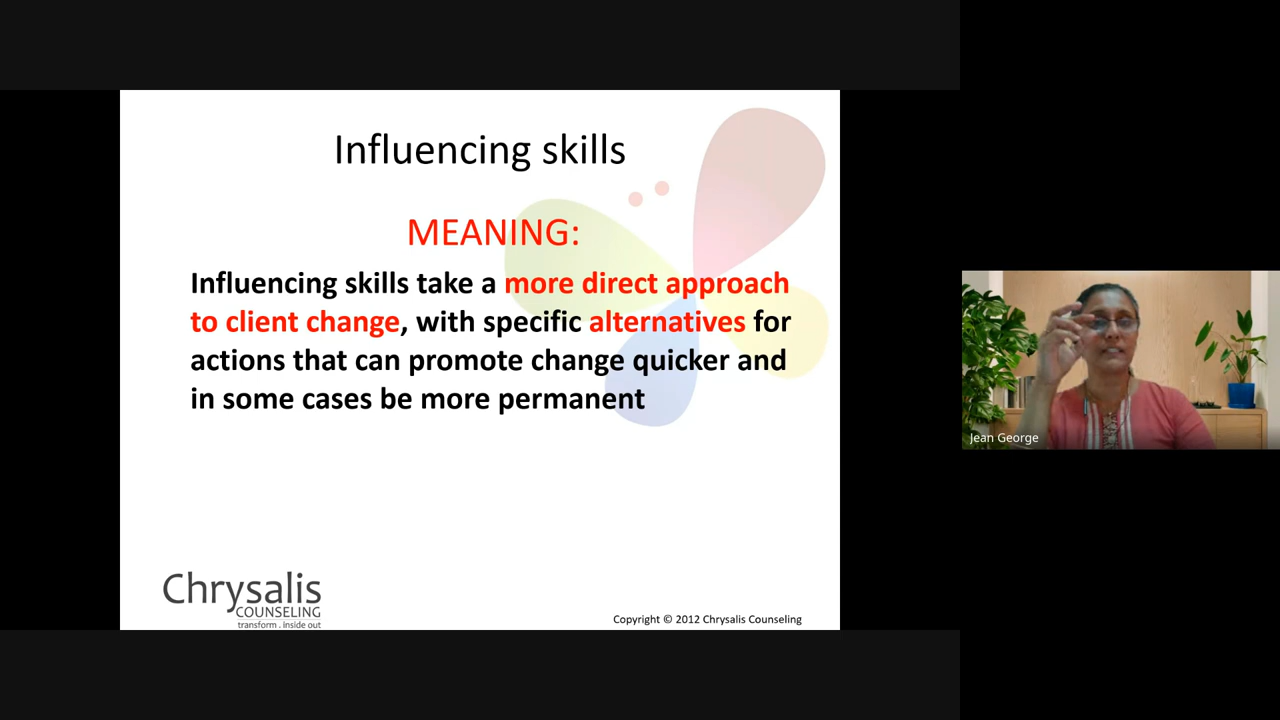 Influencing skills
MEANING:
Influencing skills take a more direct approach
to client change, with specific alternatives for
actions that can promote change quicker and
in some cases be more permanent
Chrysalis
COUNSELING
transform . inside out
Copyright © 2012 Chrysalis Counseling
Jean George